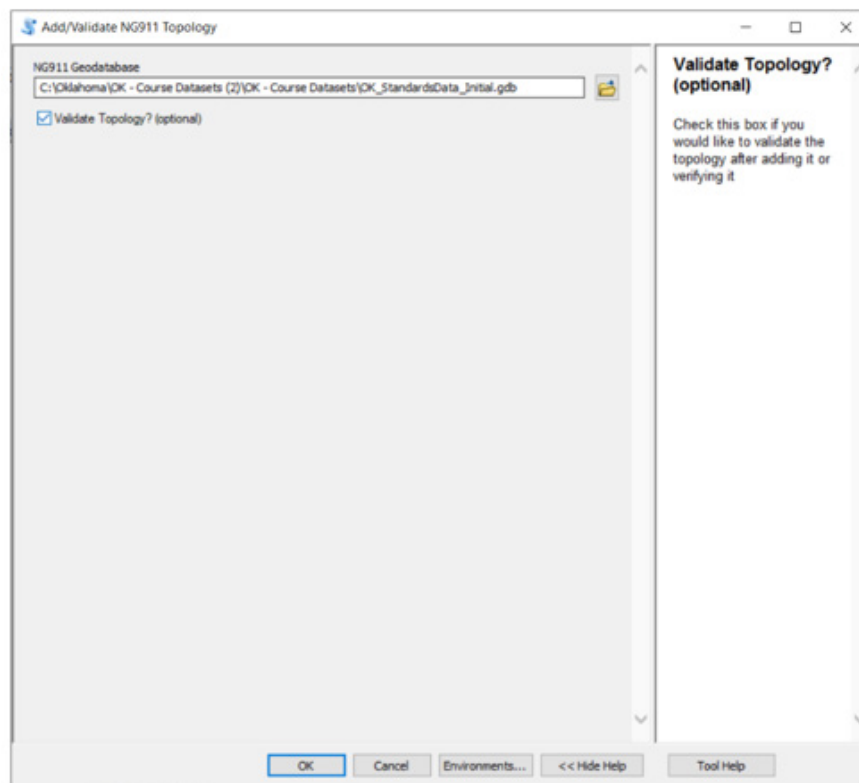 Add/Validate NG911 Topology
NG911 Geodatabase
C:\Oklahoma\OK - Course Datasets (2)\OK - Course Datasets\OK_StandardsData_Initial.gdb
Validate Topology? (optional)
Validate Topology?
(optional)
Check this box if you
would like to validate the
topology after adding it or
verifying it
OK
Cancel
Environments...
<< Hide Help
Tool Help